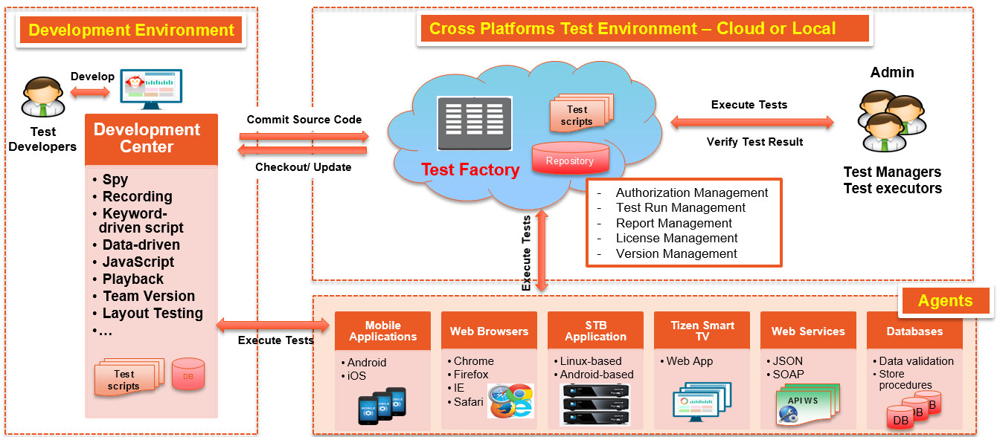 Development Environment
Develop
Test
Developers
Development
Center
• Spy
• Recording
• Keyword-
driven script
• Data-driven
• JavaScript
• Playback
• Team Version
• Layout Testing
• ...
Test
scripts
DB
Commit Source Code
Checkout/ Update
Execute Tests
Cross Platforms Test Environment – Cloud or Local
Test
scripts
Repository
Test Factory
- Authorization Management
- Test Run Management
- Report Management
- License Management
- Version Management
Execute Tests
Verify Test Result
Admin
Test Managers
Test executors
Execute Tests
Agents
Mobile
Applications
• Android
• iOS
MOBILE
MOBILE
MOBILE
Web Browsers
• Chrome
• Firefox
• IE
• Safari
STB
Application
• Linux-based
• Android-based
Tizen Smart
TV
• Web App
Web Services
• JSON
• SOAP
API WS
Databases
• Data validation
• Store
procedures
DB
DB
B